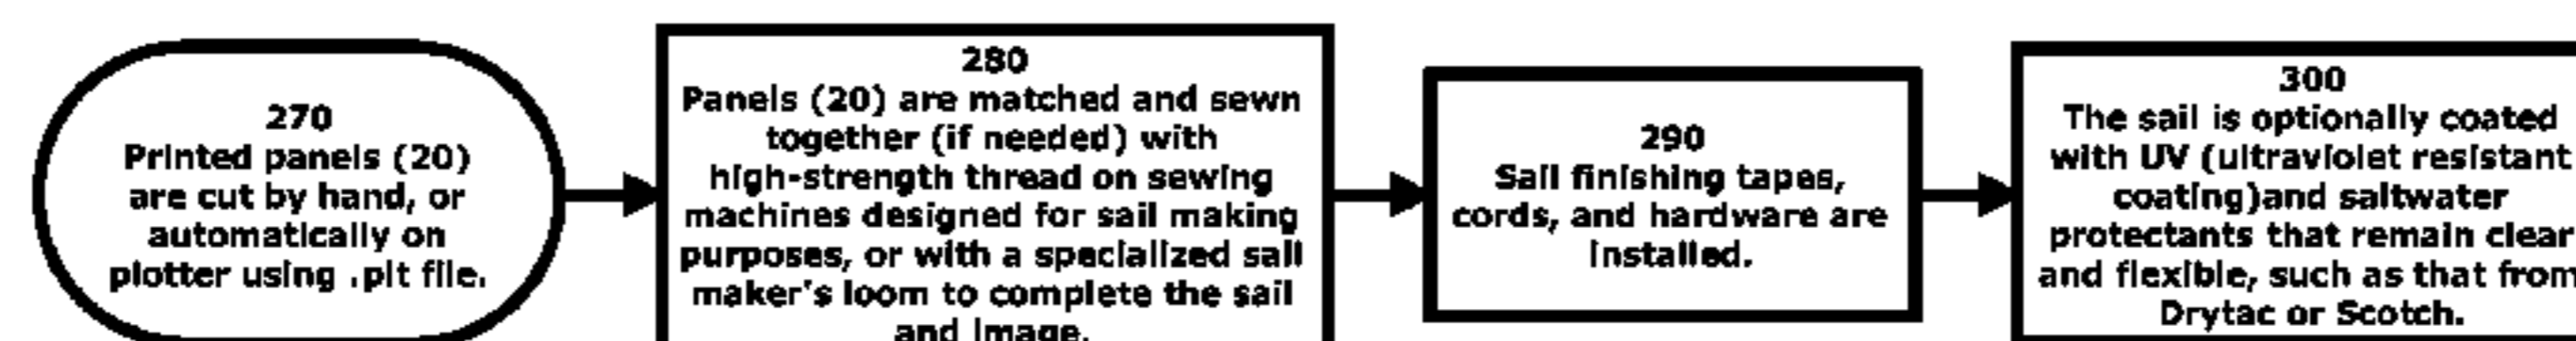 270
Printed panels (20)
are cut by hand, or
automatically on
plotter using .plt file.
280
Panels (20) are matched and sewn
together (if needed) with
high-strength thread on sewing
machines designed for sail making
purposes, or with a specialized sail
maker's loom to complete the sail
and image.
290
Sail finishing tapes,
cords, and hardware are
installed.
300
The sail is optionally coated
with UV (ultraviolet resistant
coating)and saltwater
protectants that remain clear
and flexible, such as that from
Drytac or Scotch.